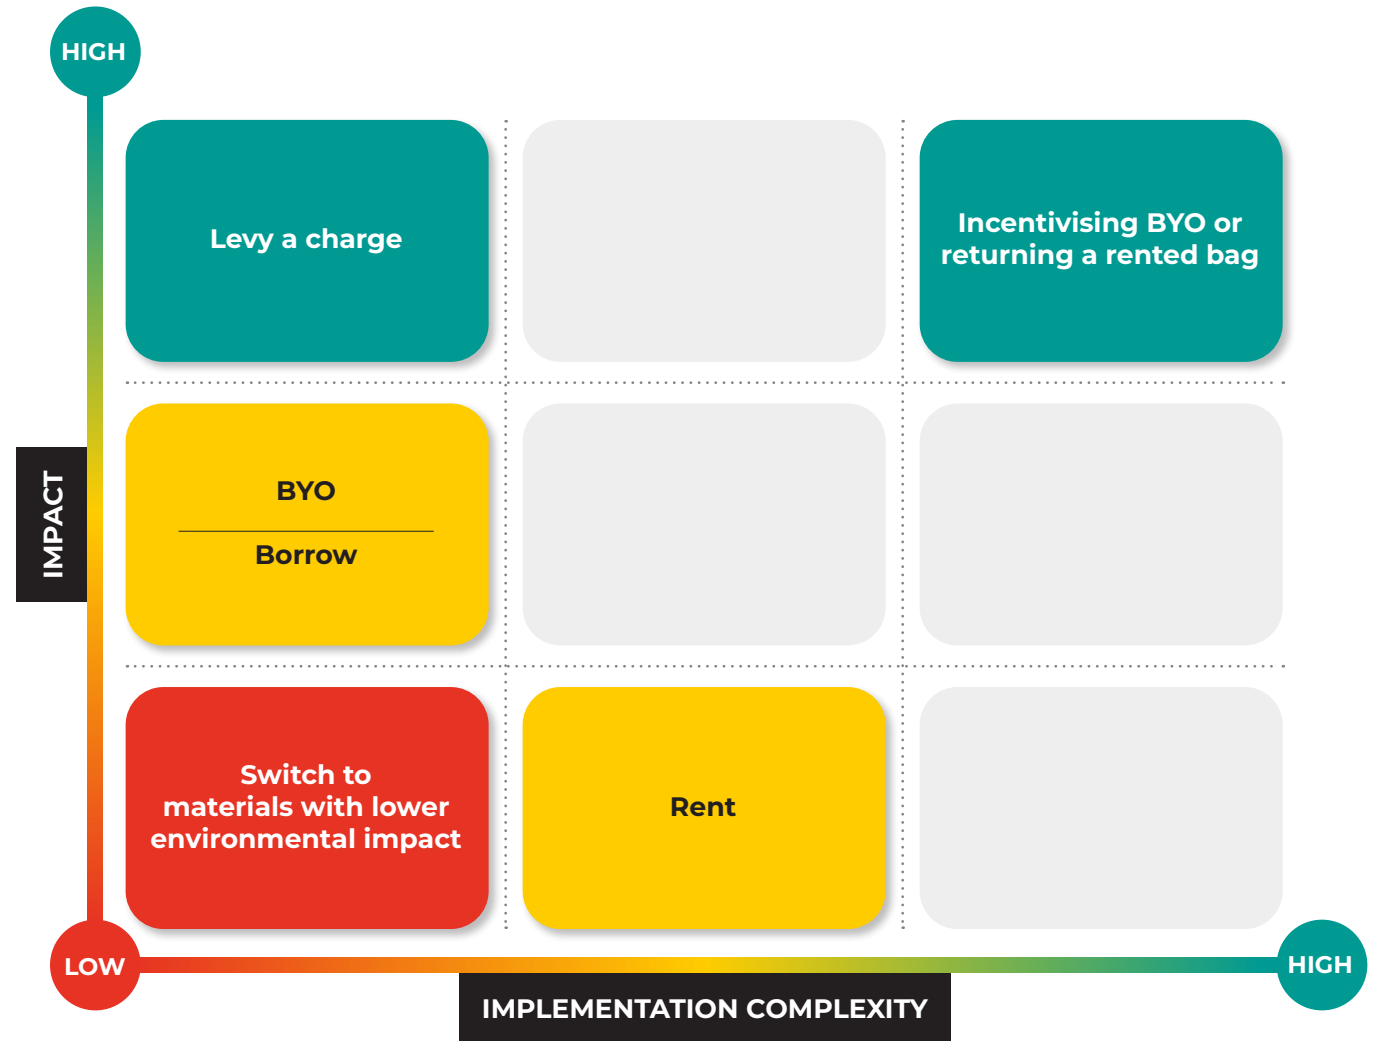 HIGH
Levy a charge
Incentivising BYO or
returning a rented bag
IMPACT
BYO
Borrow
Switch to
materials with lower
environmental impact
Rent
LOW
HIGH
IMPLEMENTATION COMPLEXITY